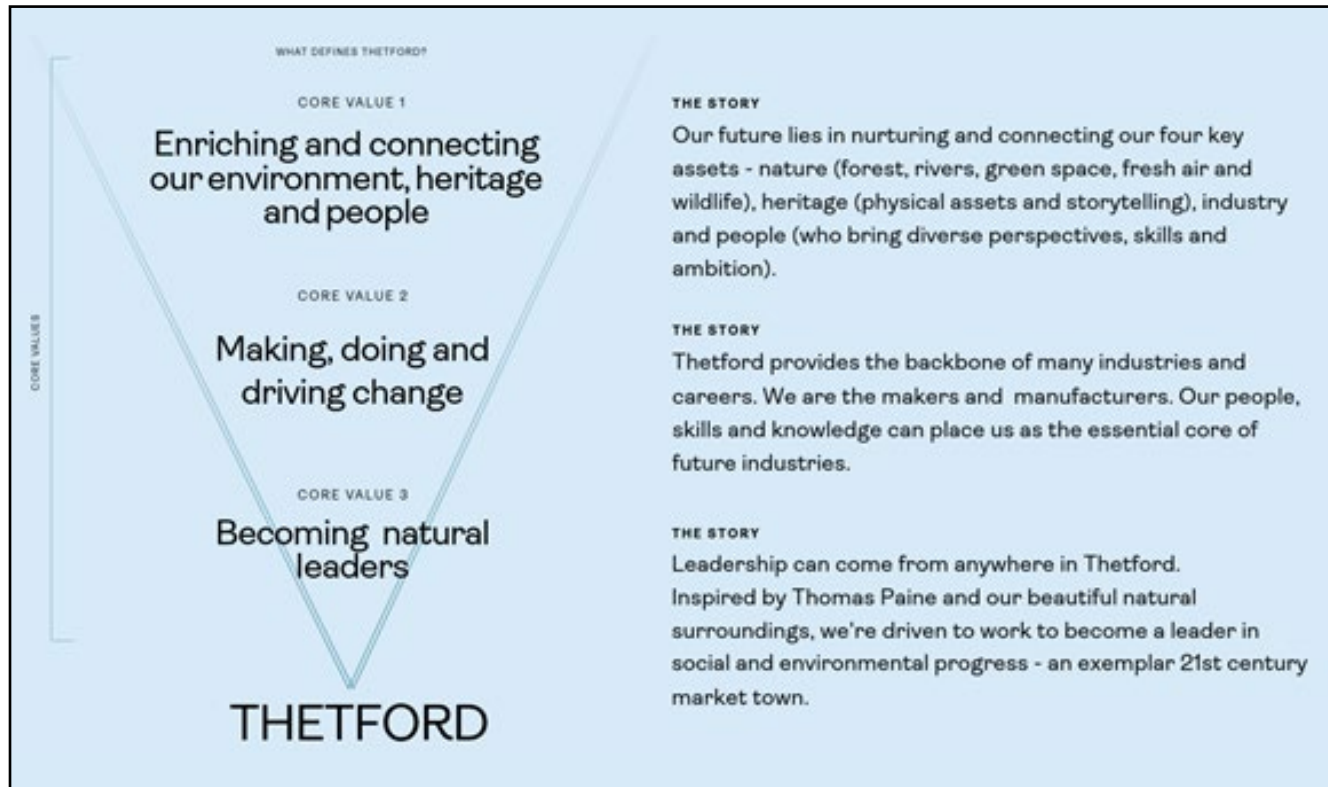 WHAT DEFINES THETFORD?
CORE VALUES
CORE VALUE 1
Enriching and connecting
our environment, heritage
and people
THE STORY
Our future lies in nurturing and connecting our four key
assets - nature (forest, rivers, green space, fresh air and
wildlife), heritage (physical assets and storytelling), industry
and people (who bring diverse perspectives, skills and
ambition).
CORE VALUE 2
Making, doing and
driving change
THE STORY
Thetford provides the backbone of many industries and
careers. We are the makers and manufacturers. Our people,
skills and knowledge can place us as the essential core of
future industries.
CORE VALUE 3
Becoming natural
leaders
THE STORY
Leadership can come from anywhere in Thetford.
Inspired by Thomas Paine and our beautiful natural
surroundings, we're driven to work to become a leader in
social and environmental progress - an exemplar 21st century
market town.
THETFORD